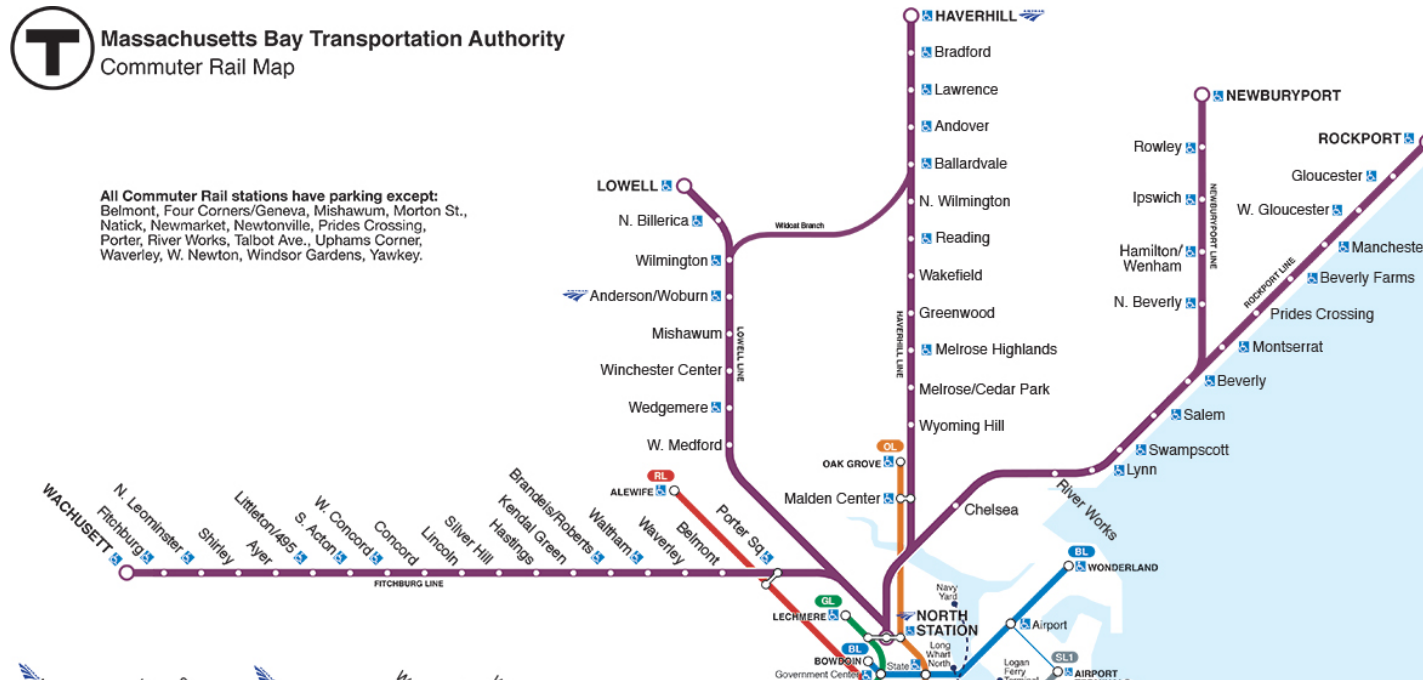 T
Massachusetts Bay Transportation Authority
Commuter Rail Map
All Commuter Rail stations have parking except:
Belmont, Four Corners/Geneva, Mishawum, Morton St.,
Natick, Newmarket, Newtonville, Prides Crossing,
Porter, River Works, Talbot Ave., Uphams Corner,
Waverley, W. Newton, Windsor Gardens, Yawkey.
HAVERHILL
Bradford
Lawrence
Andover
Ballardvale
N. Wilmington
Reading
Wakefield
Greenwood
Melrose Highlands
Melrose/Cedar Park
Wyoming Hill
HAVERHILL LINE
OL
OAK GROVE
Malden Center
LOWELL
N. Billerica
Wilmington
Anderson/Woburn
Mishawum
Winchester Center
Wedgemere
W. Medford
LOWELL LINE
Wildcat Branch
NEWBURYPORT
Rowley
Ipswich
Hamilton/
Wenham
N. Beverly
NEWBURYPORT LINE
ROCKPORT
Gloucester
W. Gloucester
Mancheste
Beverly Farms
Prides Crossing
Montserrat
Beverly
Salem
Swampscott
Lynn
River Works
Chelsea
ROCKPORT LINE
WACHUSETT
Fitchburg
N. Leominster
Shirley
Ayer
Littleton/495
S. Acton
W. Concord
Concord
Lincoln
Silver Hill
Hastings
Kendal Green
Brandeis/Roberts
Waltham
Waverley
Belmont
Porter Sq
FITCHBURG LINE
RL
ALEWIFE
GL
LECHMERE
BL
BOWDOIN
Government Center
State
NORTH
STATION
Navy
Yard
Long
Wharf
North
BL
WONDERLAND
Airport
Logan
Ferry
SL1
AIRPORT